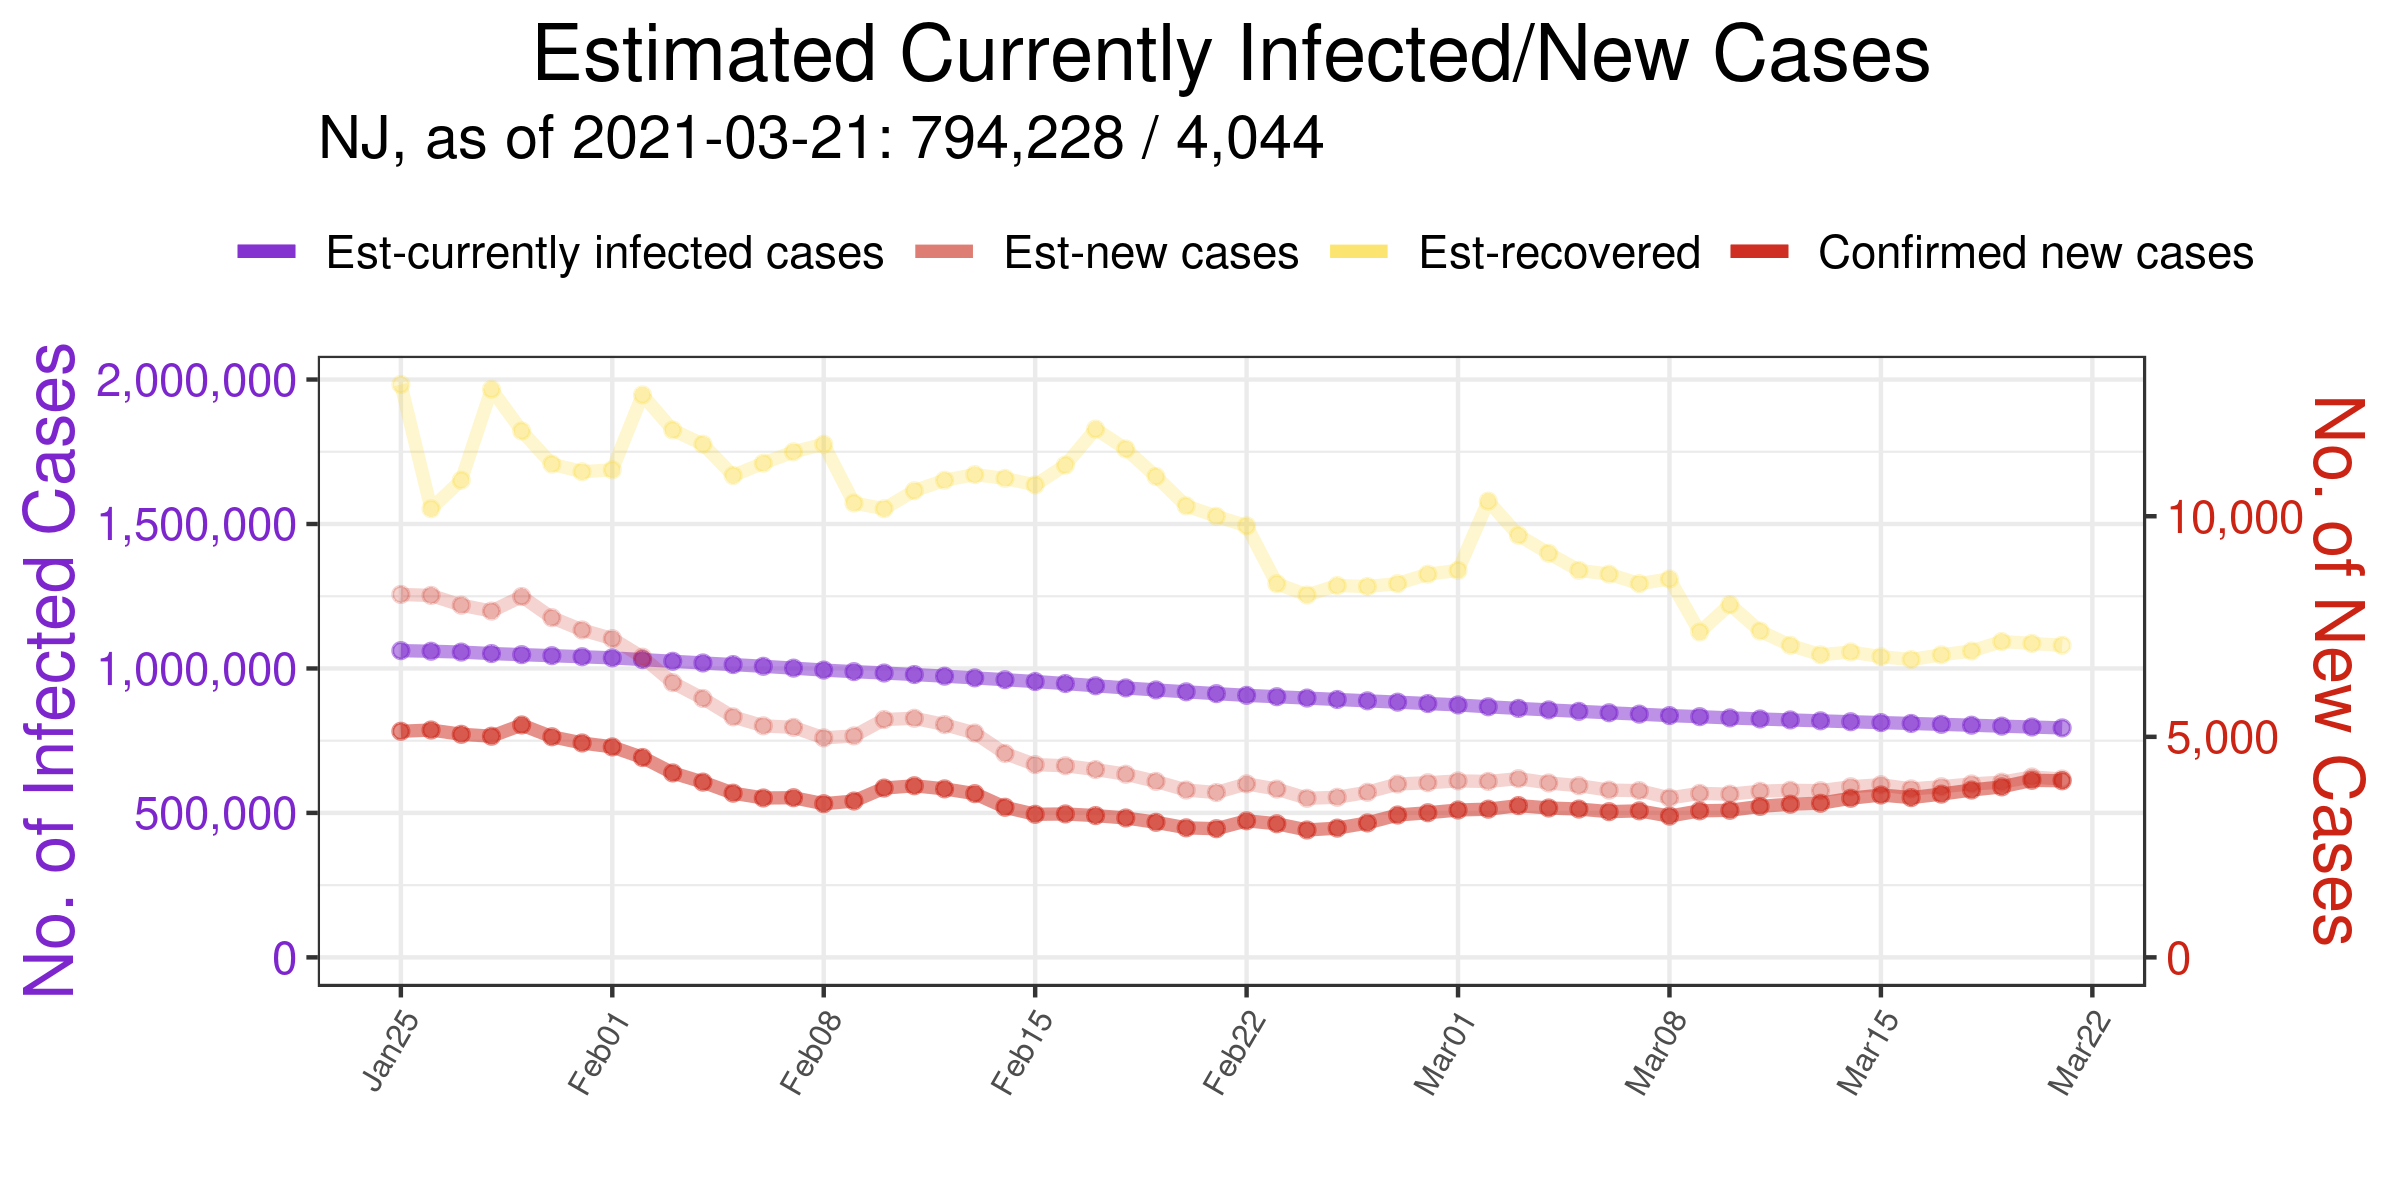 Estimated Currently Infected/New Cases
NJ, as of 2021-03-21: 794,228 / 4,044
Est-currently infected cases Est-new cases Est-recovered Confirmed new cases
No. of Infected Cases
2,000,000
1,500,000
1,000,000
500,000
0
10,000
5,000
0
No. of New Cases
Jan25 Feb01 Feb08 Feb15 Feb22 Mar01 Mar08 Mar15 Mar22